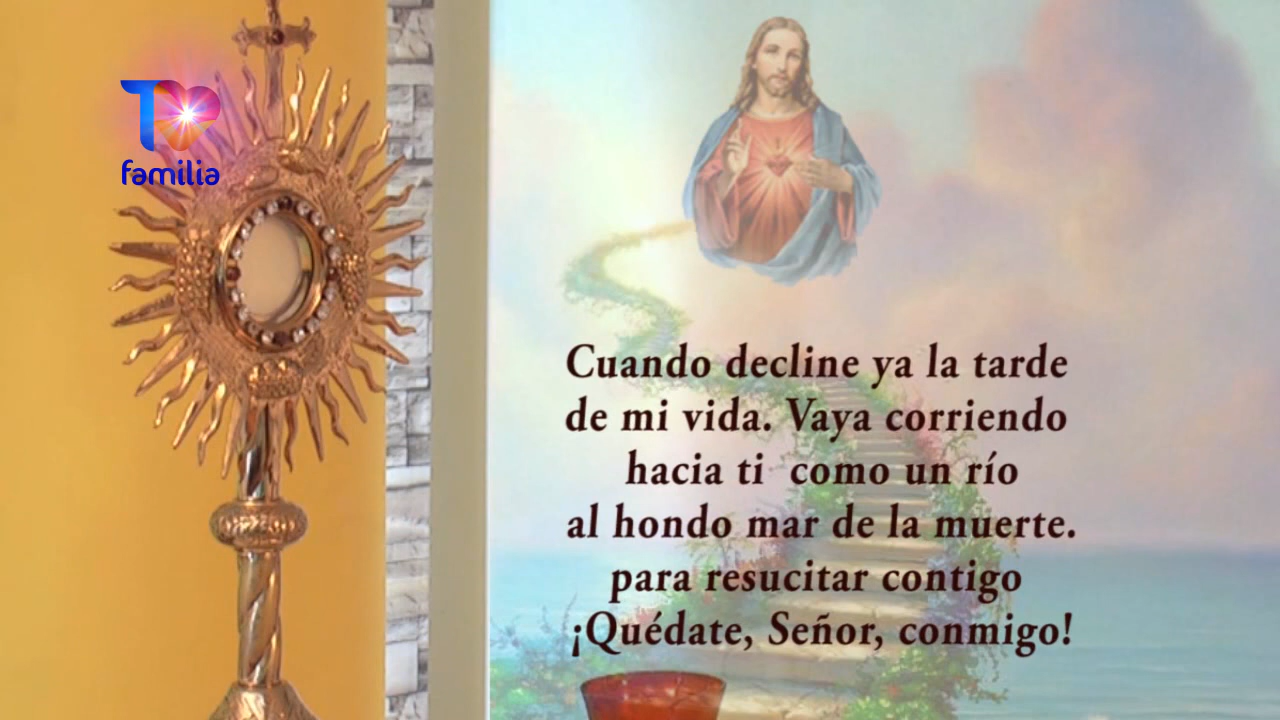 T
familia
Cuando decline ya la tarde
de mi vida. Vaya corriendo
hacia ti como un río
al hondo mar de la muerte.
para resucitar contigo
¡Quédate, Señor, conmigo!